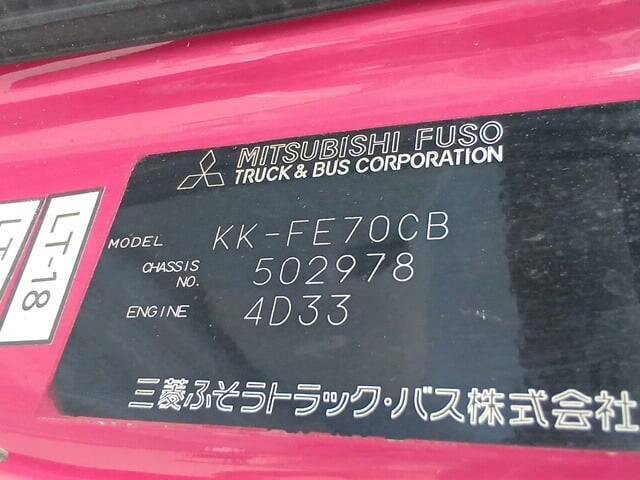 MITSUBISHI FUSO
TRUCK & BUS CORPORATION
MODEL KK-FE70CB
CHASSIS NO. 502978
ENGINE 4D33
三菱ふそうトラック・バス株式会社
LT-18
LT